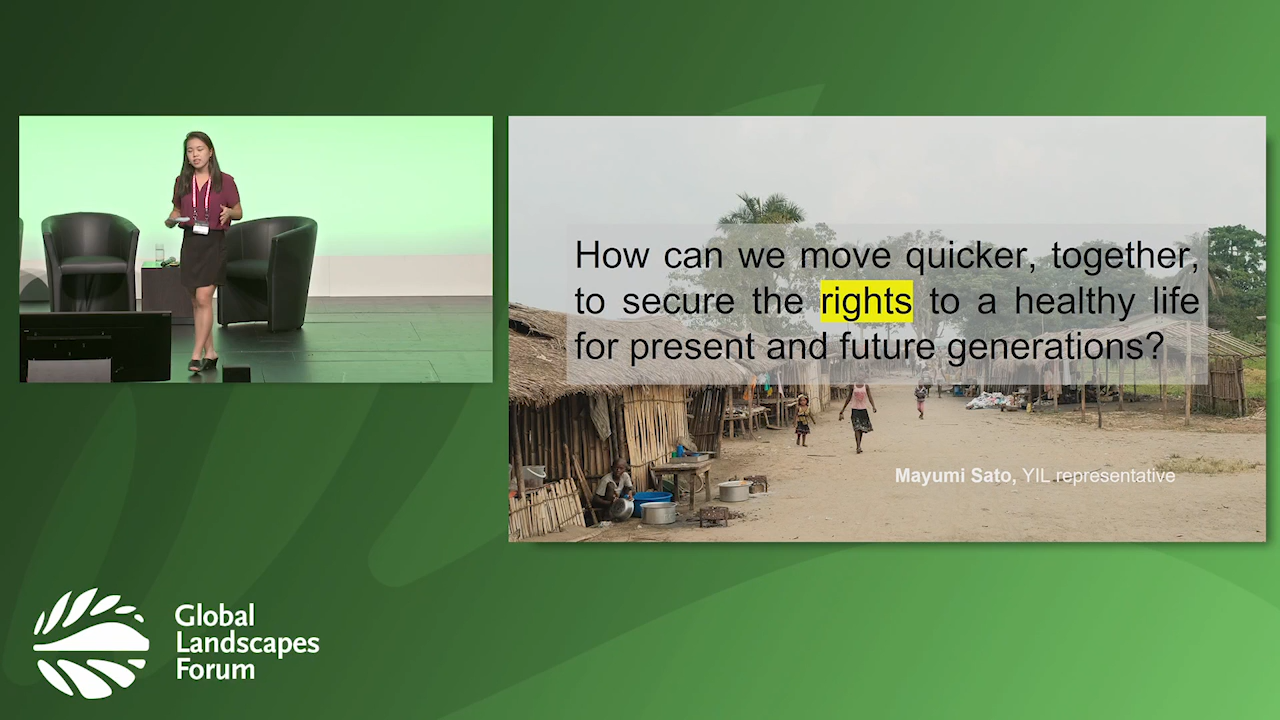 How can we move quicker, together,
to secure the rights to a healthy life
for present and future generations?
Mayumi Sato, YIL representative
Global
Landscapes
Forum